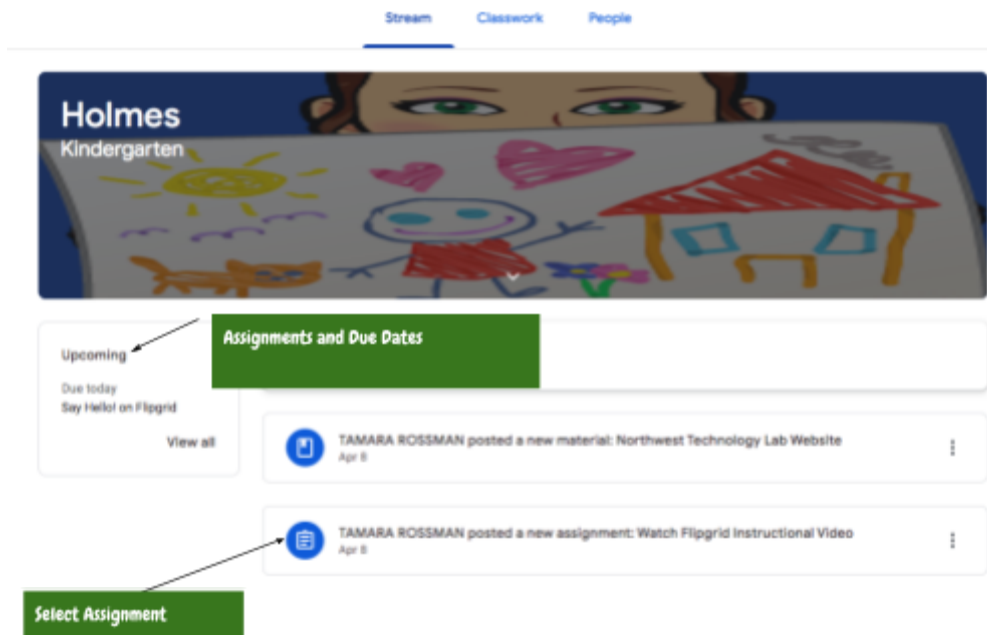 Stream Classwork People
Holmes
Kindergarten
Assignments and Due Dates
Upcoming
Due today
Say Hello! on Flipgrid
View all
TAMARA ROSSMAN posted a new material: Northwest Technology Lab Website
Apr 8
TAMARA ROSSMAN posted a new assignment: Watch Flipgrid Instructional Video
Apr 8
Select Assignment